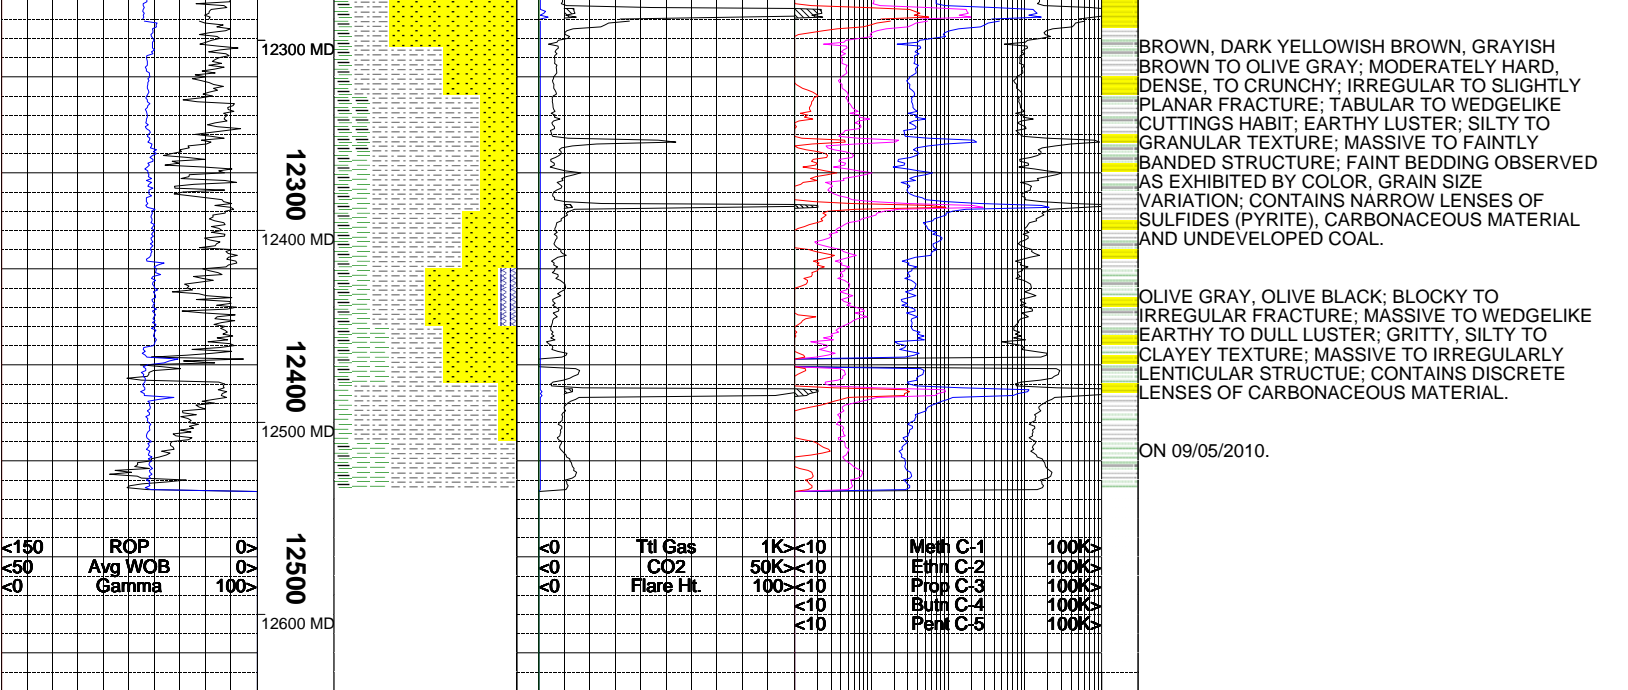 12300 MD
12300
12400 MD
12400
12500 MD
12500
12600 MD
BROWN, DARK YELLOWISH BROWN, GRAYISH
BROWN TO OLIVE GRAY; MODERATELY HARD,
DENSE, TO CRUNCHY; IRREGULAR TO SLIGHTLY
PLANAR FRACTURE; TABULAR TO WEDGELIKE
CUTTINGS HABIT; EARTHY LUSTER; SILTY TO
GRANULAR TEXTURE; MASSIVE TO FAINTLY
BANDED STRUCTURE; FAINT BEDDING OBSERVED
AS EXHIBITED BY COLOR, GRAIN SIZE
VARIATION; CONTAINS NARROW LENSES OF
SULFIDES (PYRITE), CARBONACEOUS MATERIAL
AND UNDEVELOPED COAL.
OLIVE GRAY, OLIVE BLACK; BLOCKY TO
IRREGULAR FRACTURE; MASSIVE TO WEDGELIKE
EARTHY TO DULL LUSTER; GRITTY, SILTY TO
CLAYEY TEXTURE; MASSIVE TO IRREGULARLY
LENTICULAR STRUCTUE; CONTAINS DISCRETE
LENSES OF CARBONACEOUS MATERIAL.
ON 09/05/2010.
<150 ROP 0>
<50 Avg WOB 0>
<0 Gamma 100>
<0 Ttl Gas 1K>
<0 CO2 50K>
<0 Flare Ht. 100>
<10 Meth C-1 100K>
<10 Ethn C-2 100K>
<10 Prop C-3 100K>
<10 Butn C-4 100K>
<10 Pent C-5 100K>